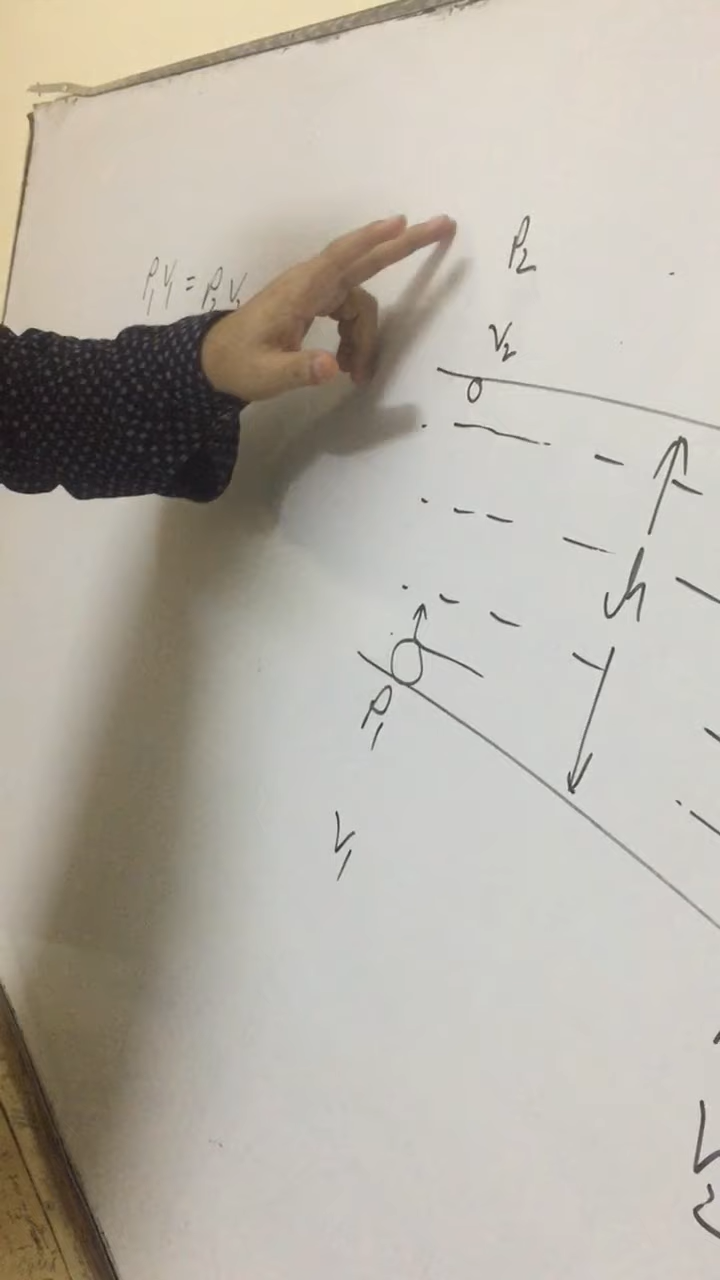 P₂
P₁V₁ = P₂V₂
V₂
h
P₁
V₁